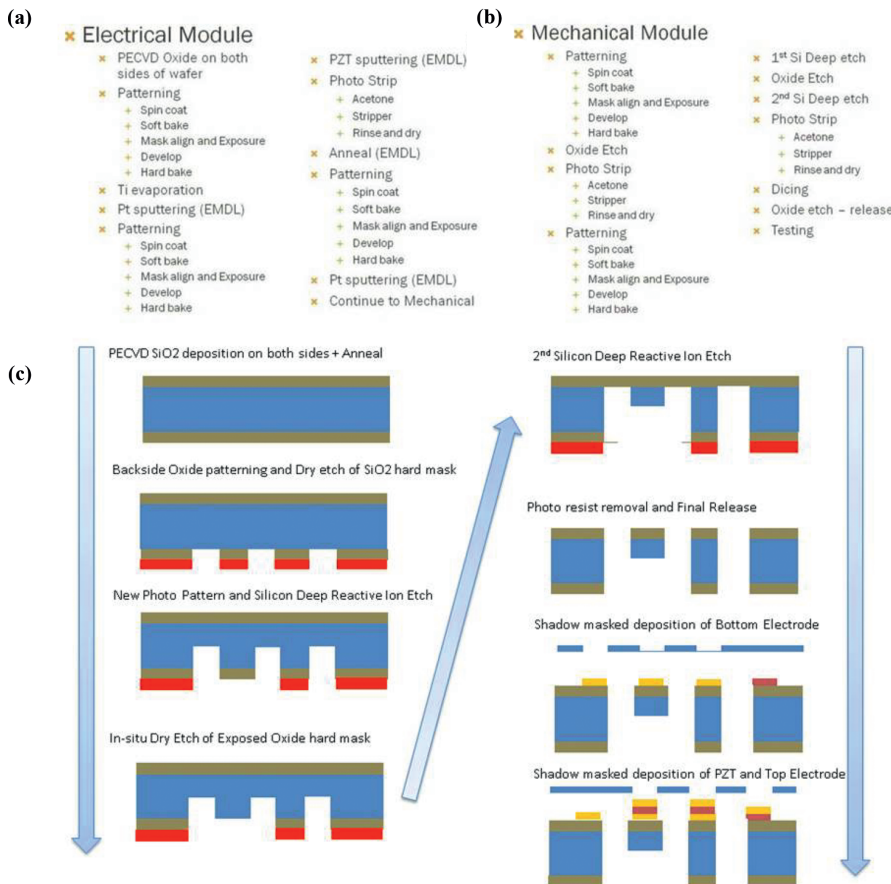 (a)
Electrical Module
PECVD Oxide on both
sides of wafer
Patterning
Spin coat
Soft bake
Mask align and Exposure
Develop
Hard bake
Ti evaporation
Pt sputtering (EMDL)
Patterning
Spin coat
Soft bake
Mask align and Exposure
Develop
Hard bake
PZT sputtering (EMDL)
Photo Strip
Acetone
Stripper
Rinse and dry
Anneal (EMDL)
Patterning
Spin coat
Soft bake
Mask align and Exposure
Develop
Hard bake
Pt sputtering (EMDL)
Continue to Mechanical
(b)
Mechanical Module
Patterning
Spin coat
Soft bake
Mask align and Exposure
Develop
Hard bake
Oxide Etch
Photo Strip
Acetone
Stripper
Rinse and dry
Patterning
Spin coat
Soft bake
Mask align and Exposure
Develop
Hard bake
1st Si Deep etch
Oxide Etch
2nd Si Deep etch
Photo Strip
Acetone
Stripper
Rinse and dry
Dicing
Oxide etch – release
Testing
(c)
PECVD SiO2 deposition on both sides + Anneal
Backside Oxide patterning and Dry etch of SiO2 hard mask
New Photo Pattern and Silicon Deep Reactive Ion Etch
In-situ Dry Etch of Exposed Oxide hard mask
2nd Silicon Deep Reactive Ion Etch
Photo resist removal and Final Release
Shadow masked deposition of Bottom Electrode
Shadow masked deposition of PZT and Top Electrode